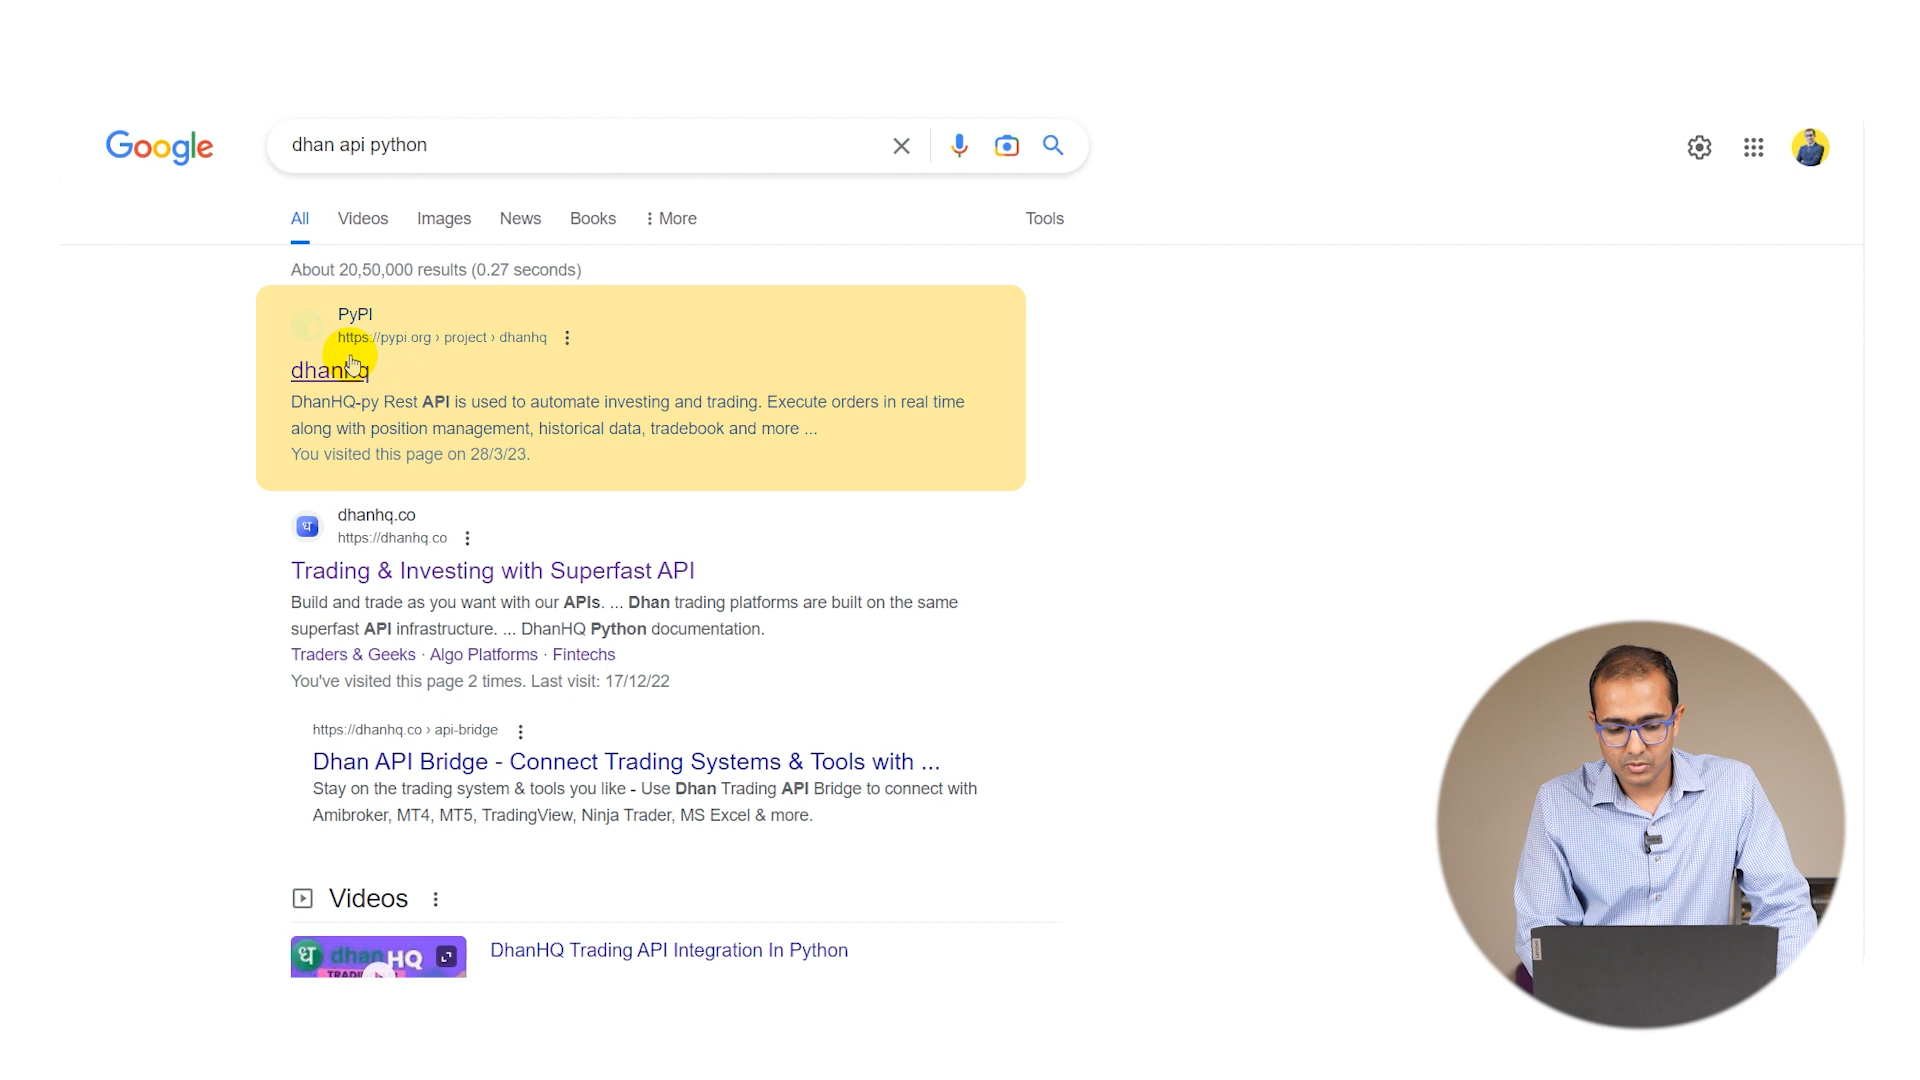 Google
dhan api python
All Videos Images News Books More Tools
About 20,50,000 results (0.27 seconds)
PyPI
https://pypi.org › project › dhanhq
dhanhq
DhanHQ-py Rest API is used to automate investing and trading. Execute orders in real time
along with position management, historical data, tradebook and more ...
You visited this page on 28/3/23.
ध
dhanhq.co
https://dhanhq.co
Trading & Investing with Superfast API
Build and trade as you want with our APIs. ... Dhan trading platforms are built on the same
superfast API infrastructure. ... DhanHQ Python documentation.
Traders & Geeks · Algo Platforms · Fintechs
You've visited this page 2 times. Last visit: 17/12/22
https://dhanhq.co › api-bridge
Dhan API Bridge - Connect Trading Systems & Tools with ...
Stay on the trading system & tools you like - Use Dhan Trading API Bridge to connect with
Amibroker, MT4, MT5, TradingView, Ninja Trader, MS Excel & more.
Videos
ध dhanHQ
DhanHQ Trading API Integration In Python